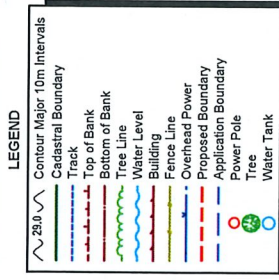 LEGEND
29.0 Contour Major 10m Intervals
Cadastral Boundary
Track
Top of Bank
Bottom of Bank
Tree Line
Water Level
Building
Fence Line
Overhead Power
Proposed Boundary
Application Boundary
Power Pole
Tree
Water Tank